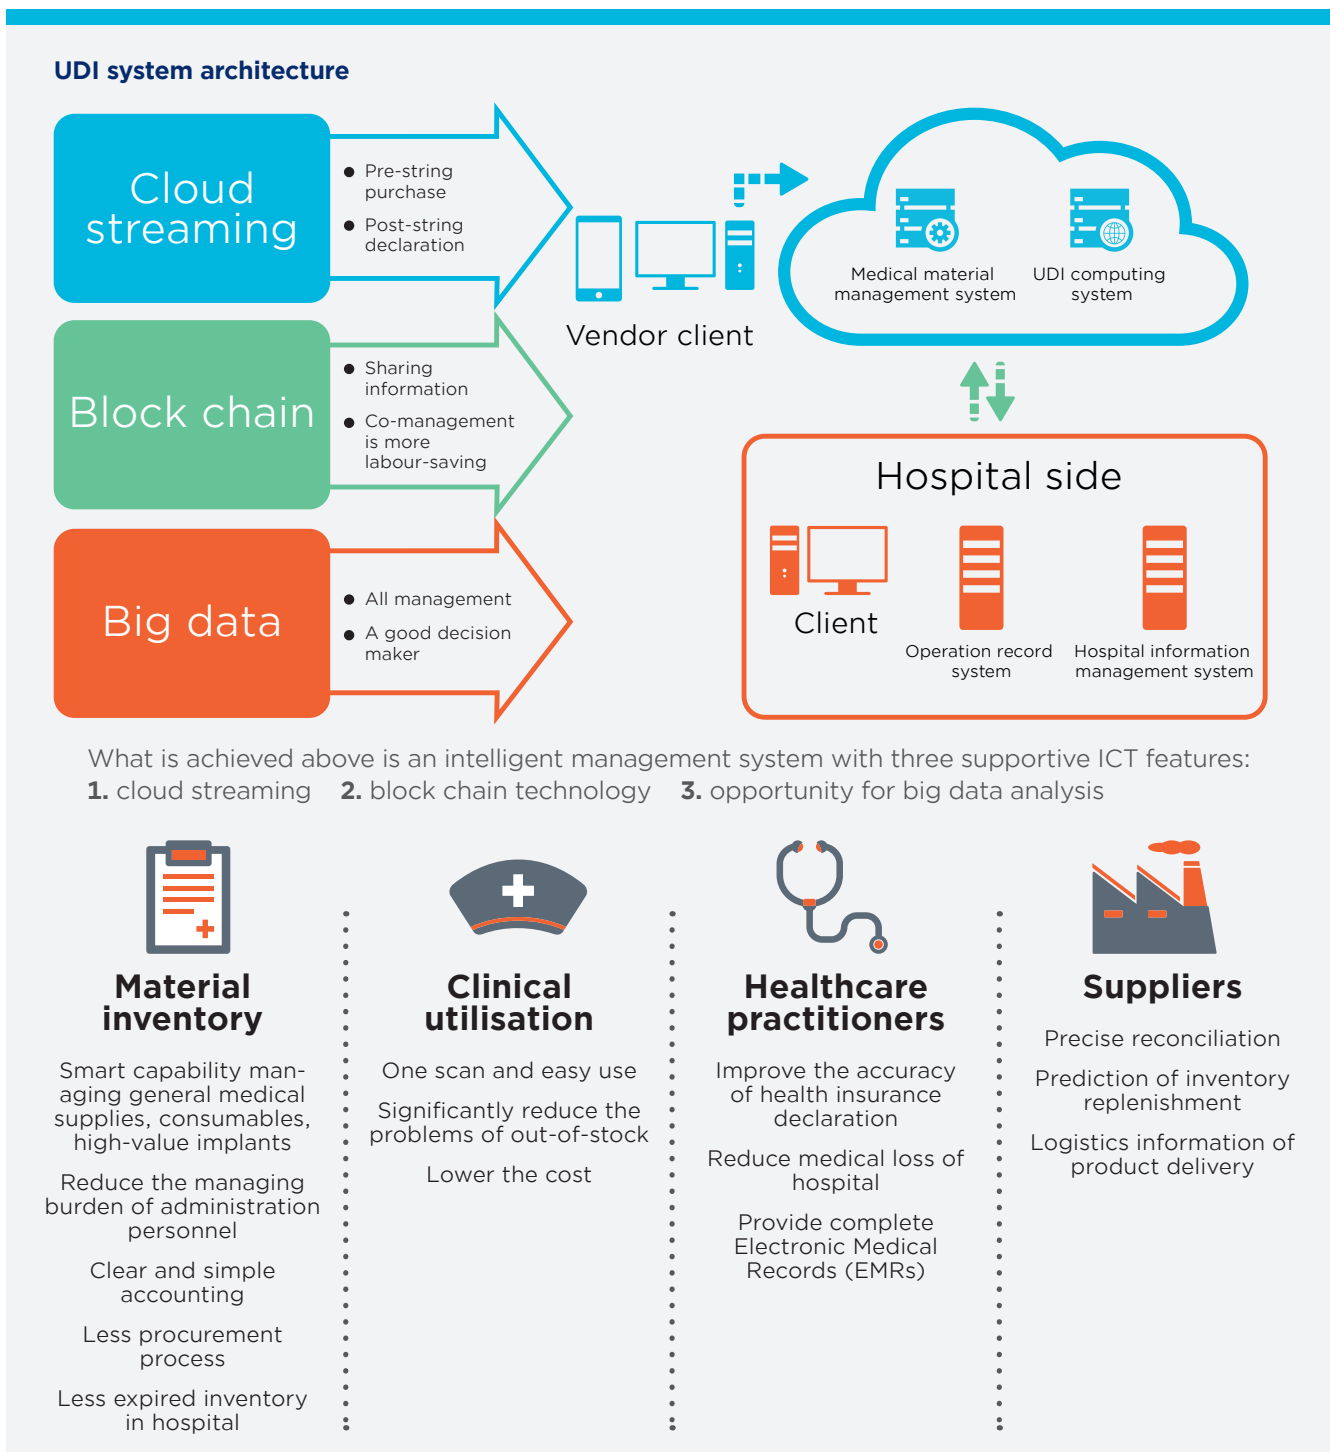 UDI system architecture
Cloud
streaming
Pre-string
purchase
Post-string
declaration
Vendor client
Medical material
management system
UDI computing
system
Block chain
Sharing
information
Co-management
is more
labour-saving
Hospital side
Client
Operation record
system
Hospital information
management system
Big data
All management
A good decision
maker
What is achieved above is an intelligent management system with three supportive ICT features:
1. cloud streaming 2. block chain technology 3. opportunity for big data analysis
Material
inventory
Smart capability man-
aging general medical
supplies, consumables,
high-value implants
Reduce the managing
burden of administration
personnel
Clear and simple
accounting
Less procurement
process
Less expired inventory
in hospital
Clinical
utilisation
One scan and easy use
Significantly reduce the
problems of out-of-stock
Lower the cost
Healthcare
practitioners
Improve the accuracy
of health insurance
declaration
Reduce medical loss of
hospital
Provide complete
Electronic Medical
Records (EMRs)
Suppliers
Precise reconciliation
Prediction of inventory
replenishment
Logistics information of
product delivery